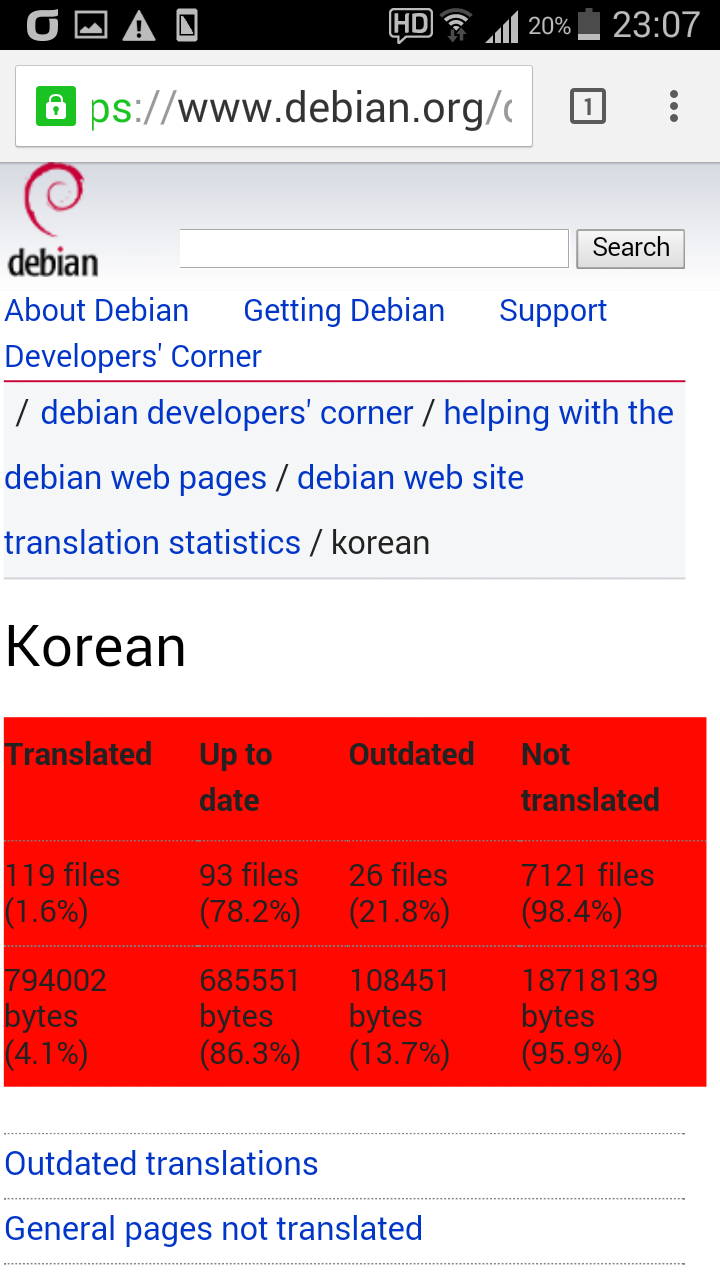 HD 20% 23:07
ps://www.debian.org/
1
debian
Search
About Debian Getting Debian Support
Developers' Corner
/ debian developers' corner / helping with the
debian web pages / debian web site
translation statistics / korean
Korean
Translated Up to Outdated Not
date translated
119 files 93 files 26 files 7121 files
(1.6%) (78.2%) (21.8%) (98.4%)
794002 685551 108451 18718139
bytes bytes bytes bytes
(4.1%) (86.3%) (13.7%) (95.9%)
Outdated translations
General pages not translated